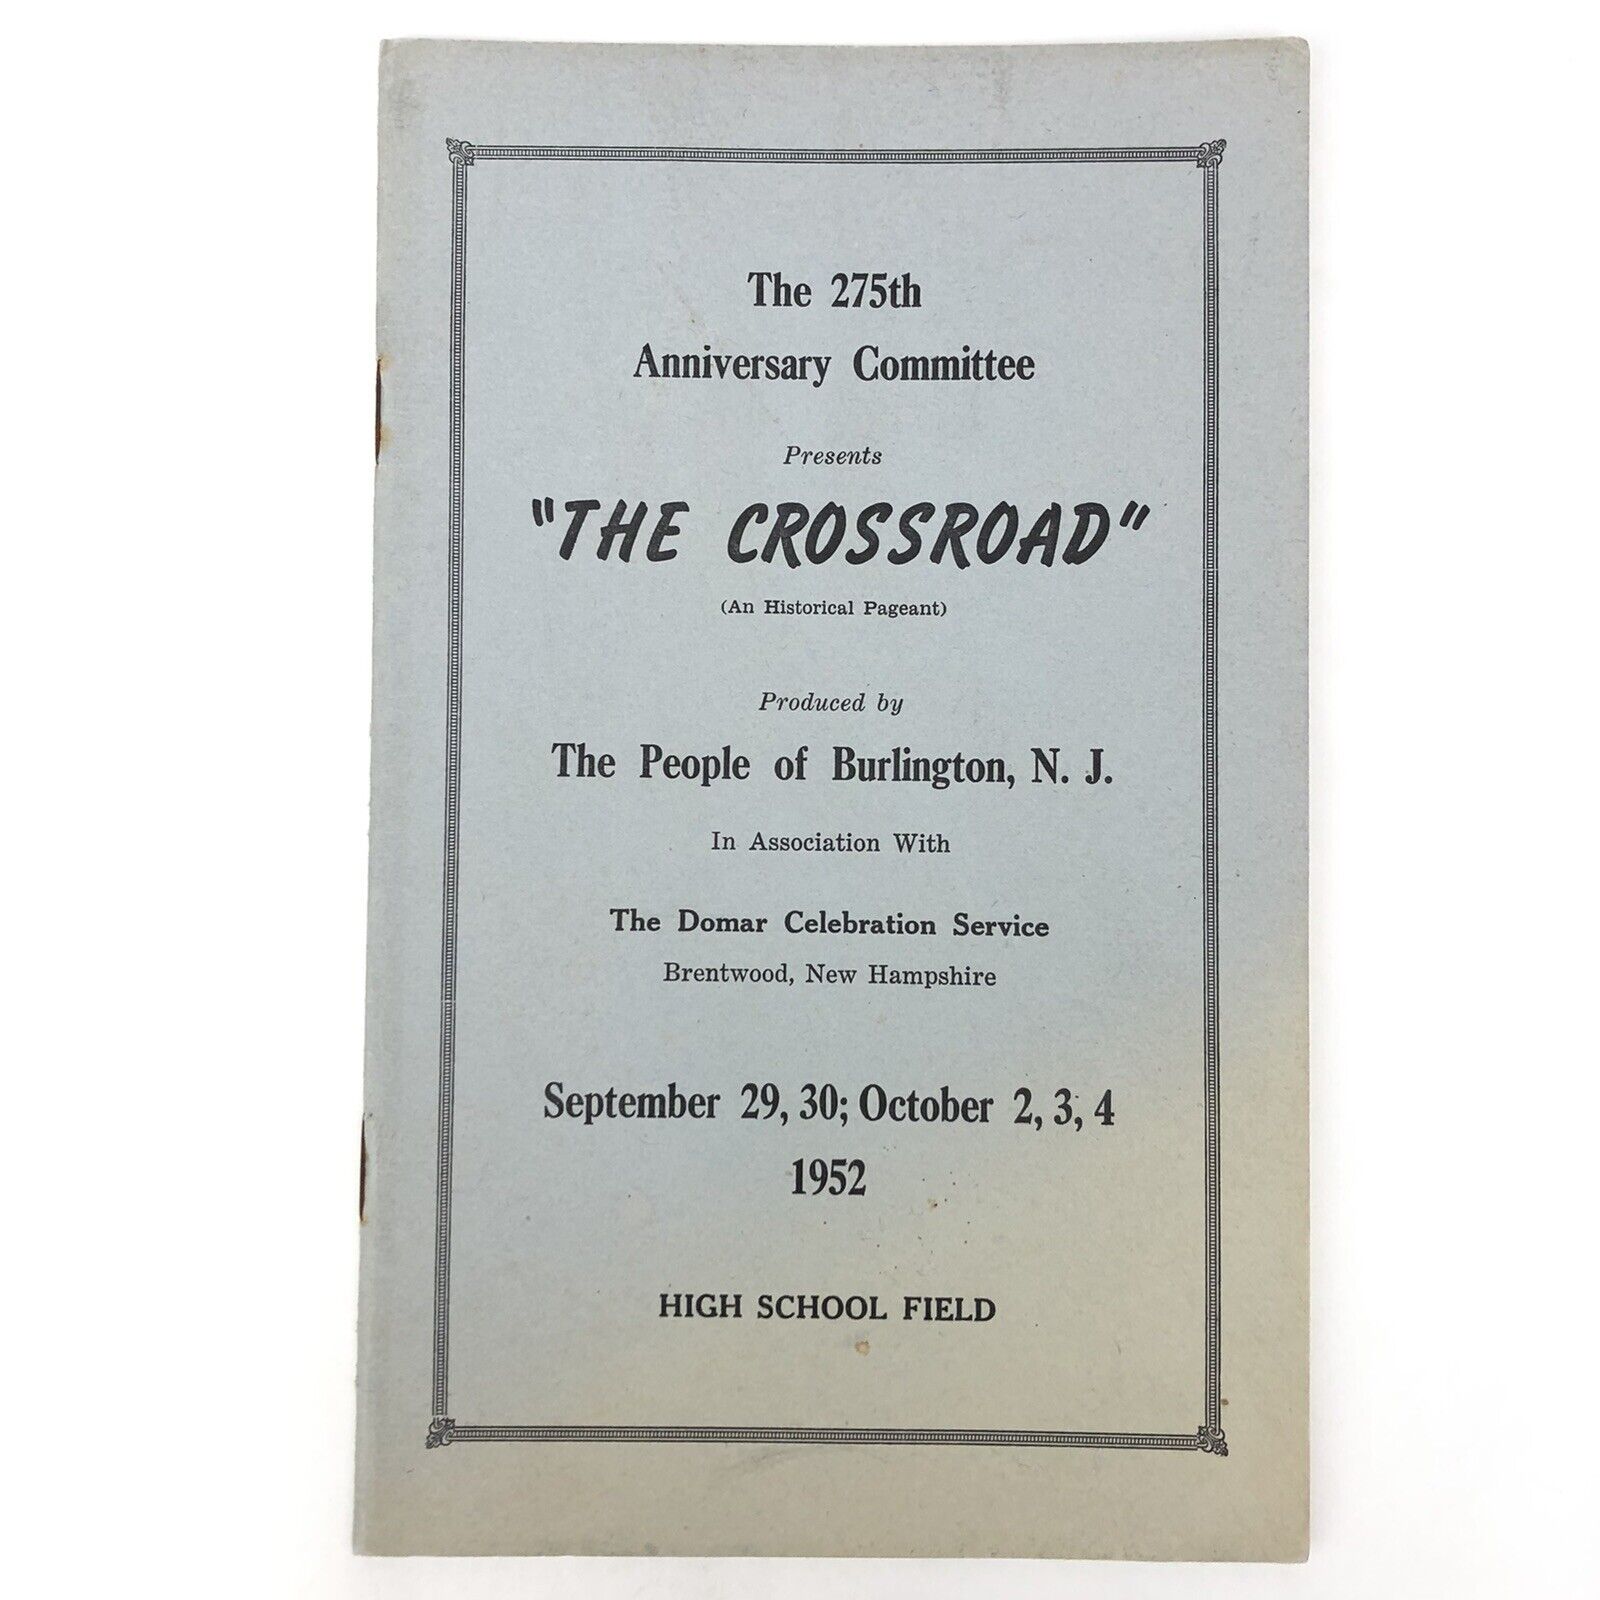 The 275th
Anniversary Committee
Presents
"THE CROSSROAD"
(An Historical Pageant)
Produced by
The People of Burlington, N. J.
In Association With
The Domar Celebration Service
Brentwood, New Hampshire
September 29, 30; October 2, 3, 4
1952
HIGH SCHOOL FIELD